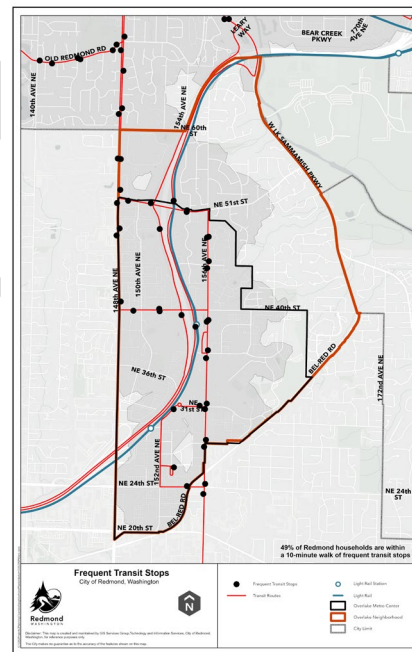 LEARY
WAY
BEAR CREEK
PKWY
170th
AVE NE
OLD REDMOND RD
140th AVE NE
154th AVE NE
NE 60th
ST
W LK SAMMAMISH PKWY
NE 51st ST
148th AVE NE
150th AVE NE
NE 40th ST
NE 36th ST
BEL-RED RD
172nd AVE NE
NE
31st ST
152nd AVE NE
NE 24th ST
NE 24th
ST
BEL-RED RD
NE 20th ST
49% of Redmond households are within
a 10-minute walk of frequent transit stops
Frequent Transit Stops
City of Redmond, Washington
Redmond
WASHINGTON
N
Frequent Transit Stops
Transit Routes
Light Rail Station
Light Rail
Overlake Metro Center
Overlake Neighborhood
City Limit